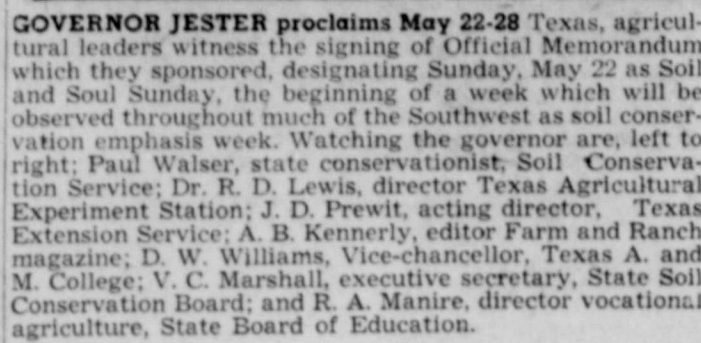 GOVERNOR JESTER proclaims May 22-28 Texas, agricul-
tural leaders witness the signing of Official Memorandum
which they sponsored, designating Sunday, May 22 as Soil
and Soul Sunday, the beginning of a week which will be
observed throughout much of the Southwest as soil conser-
vation emphasis week. Watching the governor are, left to
right: Paul Walser, state conservationist, Soil Conserva-
tion Service; Dr. R. D. Lewis, director Texas Agricultural
Experiment Station; J. D. Prewit, acting director, Texas
Extension Service; A. B. Kennerly, editor Farm and Ranch
magazine; D. W. Williams, Vice-chancellor, Texas A. and
M. College; V. C. Marshall, executive secretary, State Soil
Conservation Board; and R. A. Manire, director vocational
agriculture, State Board of Education.